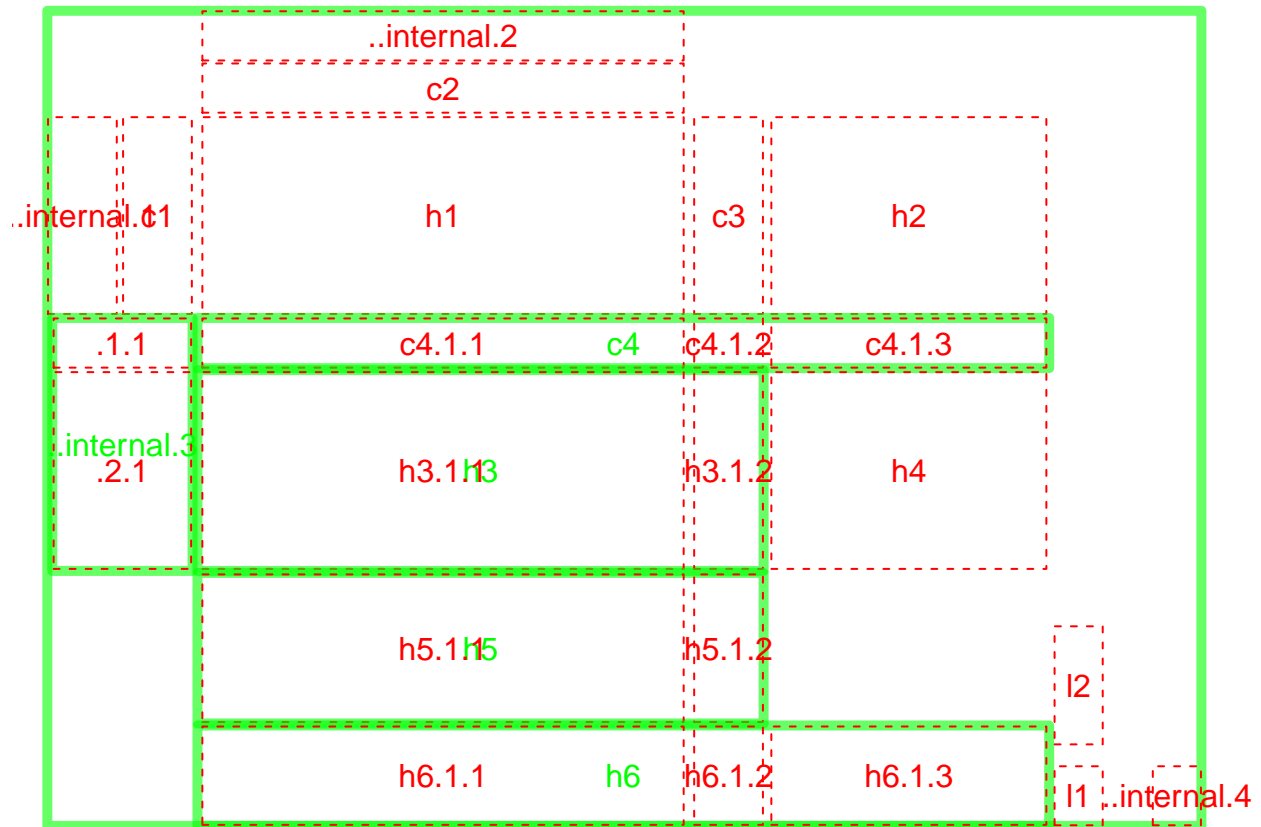 ..internal.2
c2
..internal.1 c1 h1 c3 h2
.1.1 c4.1.1 c4 c4.1.2 c4.1.3
..internal.3
.2.1 h3.1.1 h3 h3.1.2 h4
h5.1.1 h5 h5.1.2
l2
h6.1.1 h6 h6.1.2 h6.1.3
l1 ..internal.4